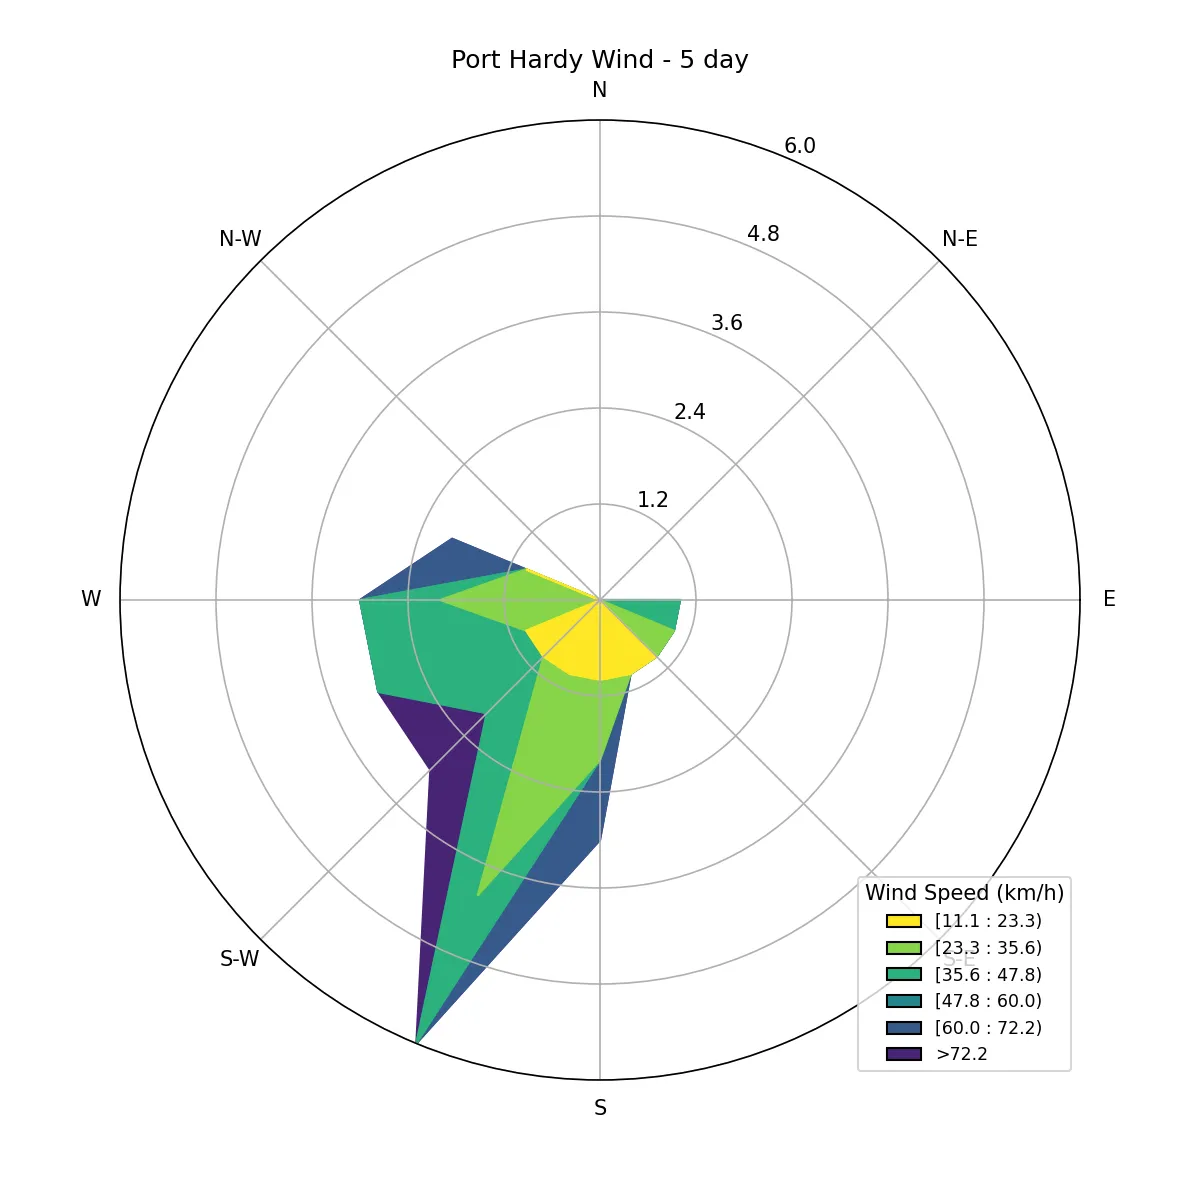 Port Hardy Wind - 5 day
N
6.0
4.8
N-W
N-E
3.6
2.4
1.2
W
E
S-W
S-E
Wind Speed (km/h)
[11.1 : 23.3)
[23.3 : 35.6)
[35.6 : 47.8)
[47.8 : 60.0)
[60.0 : 72.2)
>72.2
S